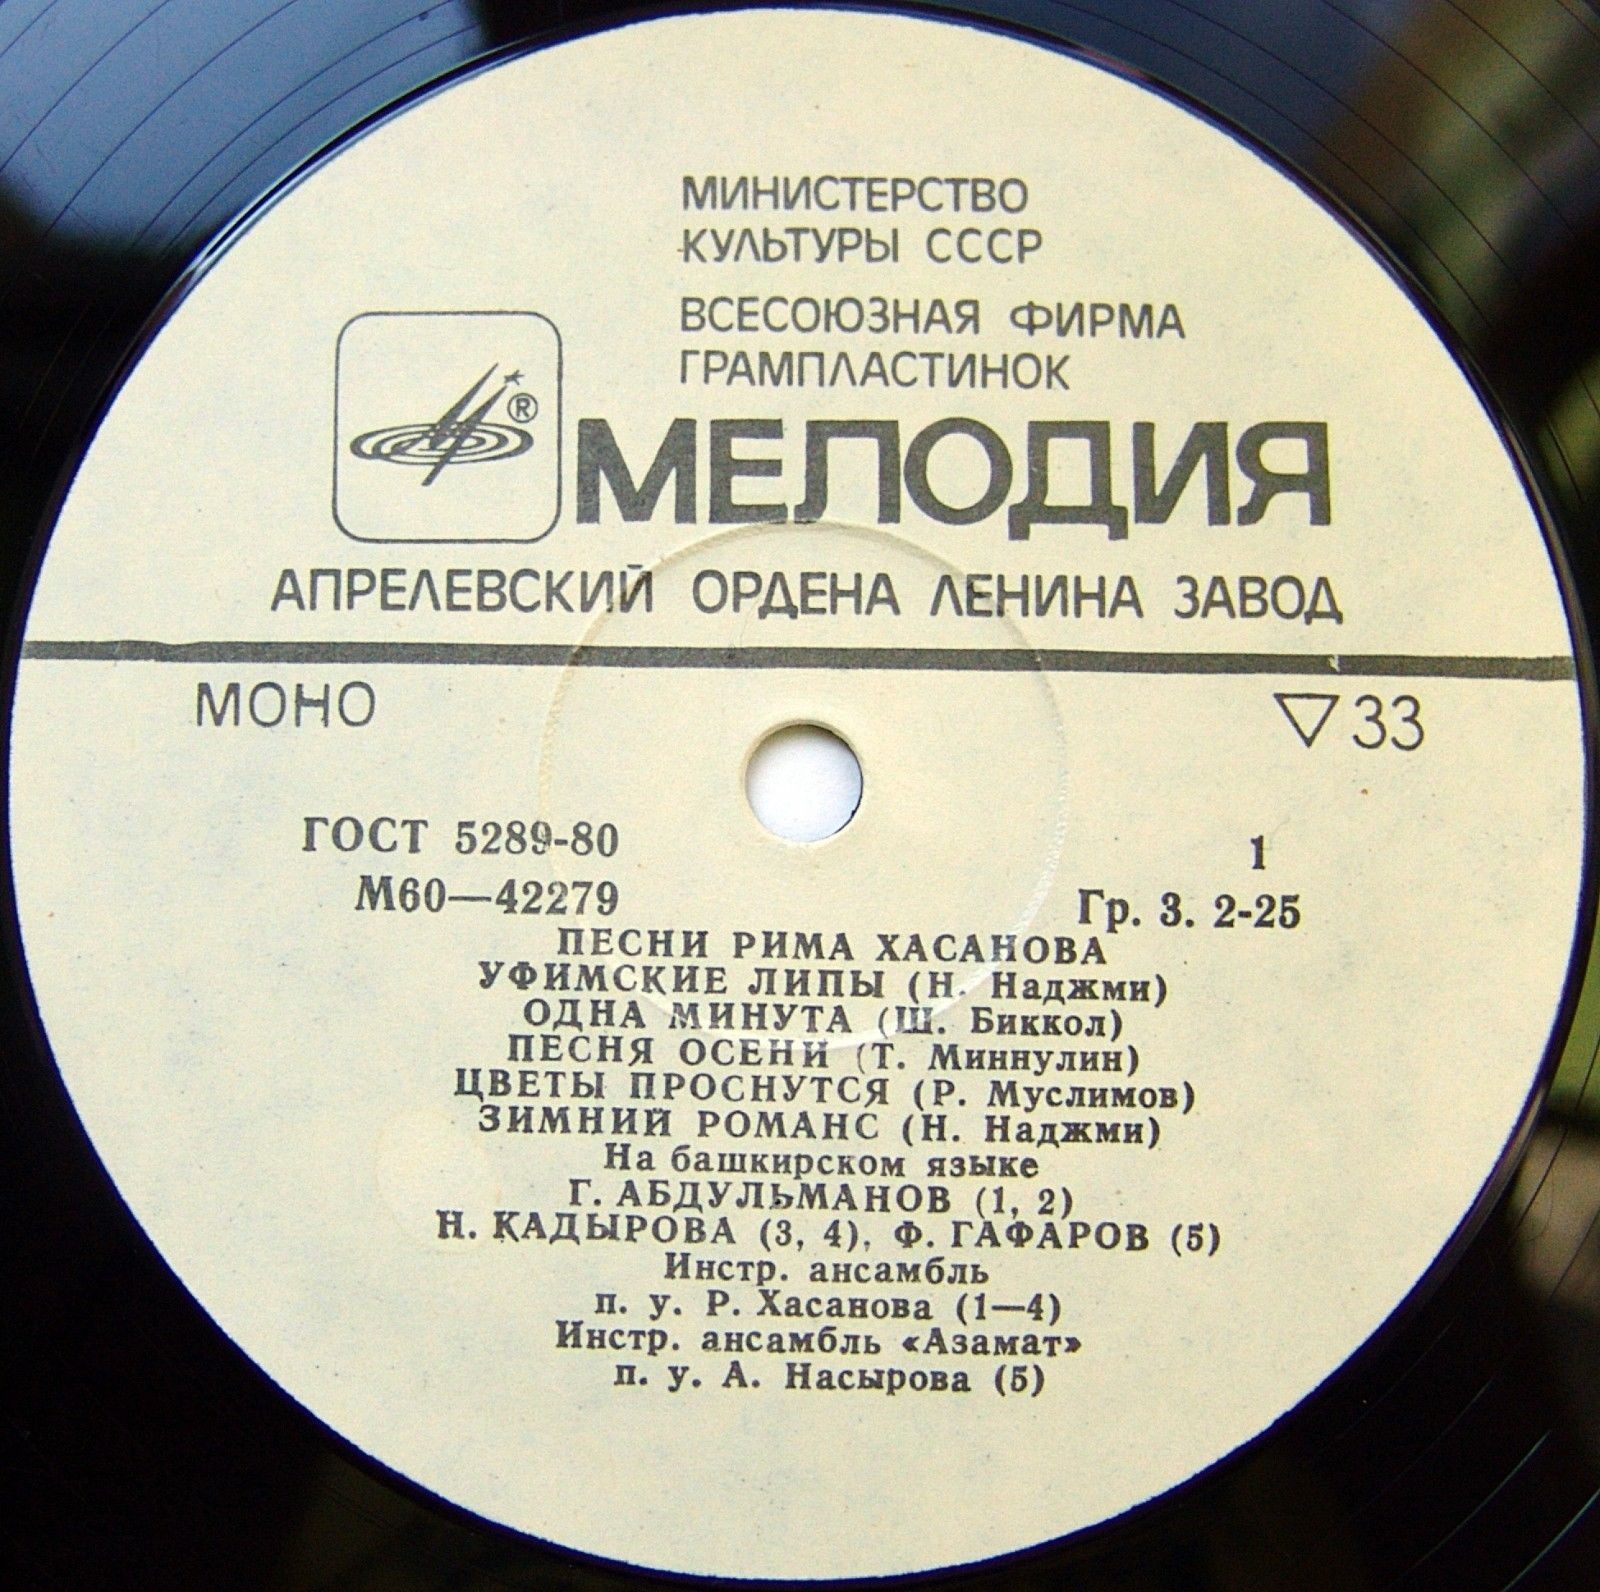 МИНИСТЕРСТВО
КУЛЬТУРЫ СССР
ВСЕСОЮЗНАЯ ФИРМА
ГРАМПЛАСТИНОК
®
МЕЛОДИЯ
АПРЕЛЕВСКИЙ ОРДЕНА ЛЕНИНА ЗАВОД
МОНО
▽ 33
ГОСТ 5289-80
1
М60—42279
Гр. 3. 2-25
ПЕСНИ РИМА ХАСАНОВА
УФИМСКИЕ ЛИПЫ (Н. Наджми)
ОДНА МИНУТА (Ш. Биккол)
ПЕСНЯ ОСЕНИ (Т. Миннулин)
ЦВЕТЫ ПРОСНУТСЯ (Р. Муслимов)
ЗИМНИЙ РОМАНС (Н. Наджми)
На башкирском языке
Г. АБДУЛЬМАНОВ (1, 2)
Н. КАДЫРОВА (3, 4), Ф. ГАФАРОВ (5)
Инстр. ансамбль
п. у. Р. Хасанова (1—4)
Инстр. ансамбль «Азамат»
п. у. А. Насырова (5)